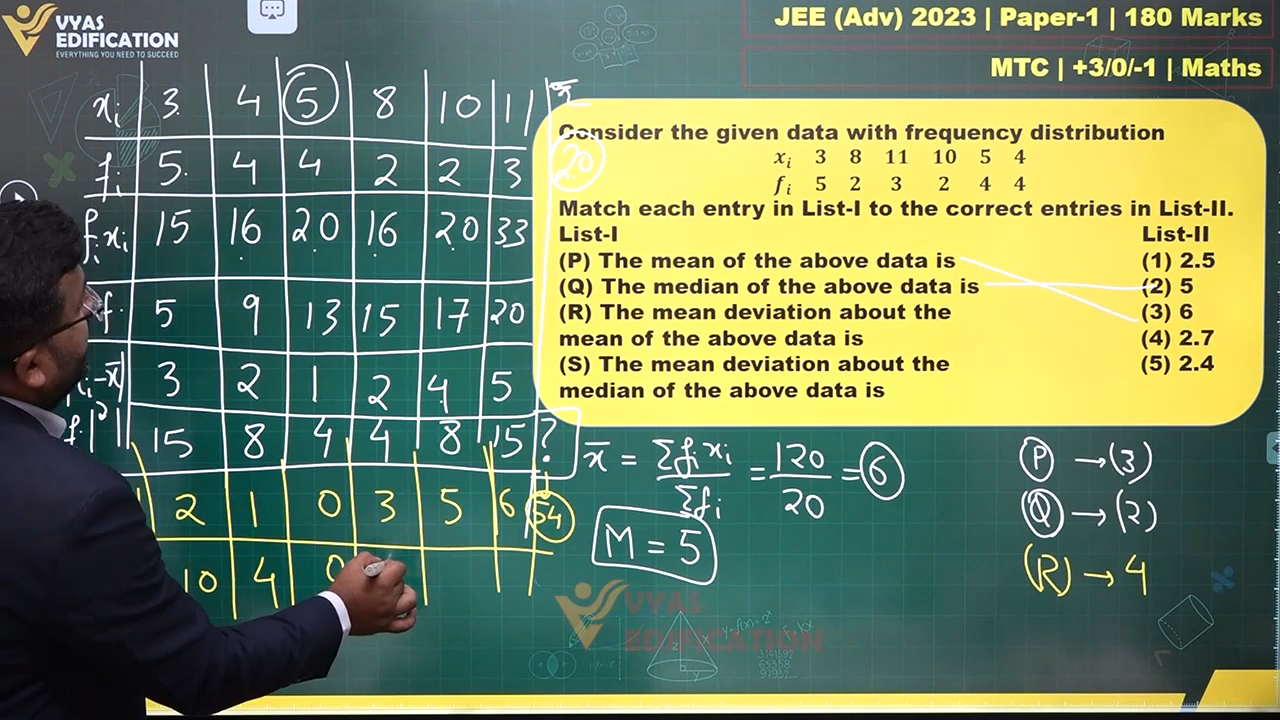 VYAS
EDIFICATION
EVERYTHING YOU NEED TO SUCCEED
JEE (Adv) 2023 | Paper-1 | 180 Marks
MTC | +3/0/-1 | Maths
xᵢ 3 4 5 8 10 11
fᵢ 5 4 4 2 2 3 20
fᵢxᵢ 15 16 20 16 20 33
f. 5 9 13 15 17 20
ᵢ-x̄| 3 2 1 2 4 5
15 8 4 4 8 15 ?
2 1 0 3 5 6 54
10 4 0
Consider the given data with frequency distribution
xᵢ 3 8 11 10 5 4
fᵢ 5 2 3 2 4 4
Match each entry in List-I to the correct entries in List-II.
List-I List-II
(P) The mean of the above data is (1) 2.5
(Q) The median of the above data is (2) 5
(R) The mean deviation about the (3) 6
mean of the above data is (4) 2.7
(S) The mean deviation about the (5) 2.4
median of the above data is
x̄ = Σfᵢxᵢ / Σfᵢ = 120 / 20 = 6
M = 5
(P) → (3)
(Q) → (2)
(R) → 4
VYAS
EDIFICATION